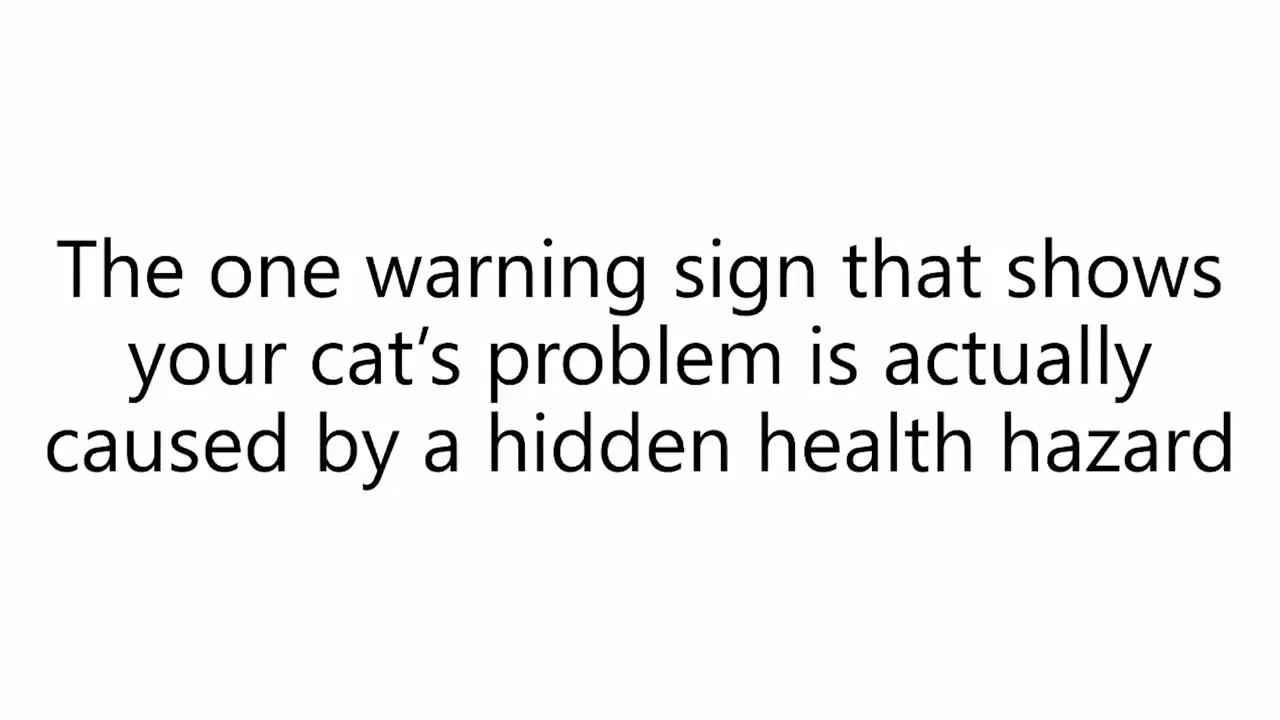 The one warning sign that shows
your cat’s problem is actually
caused by a hidden health hazard